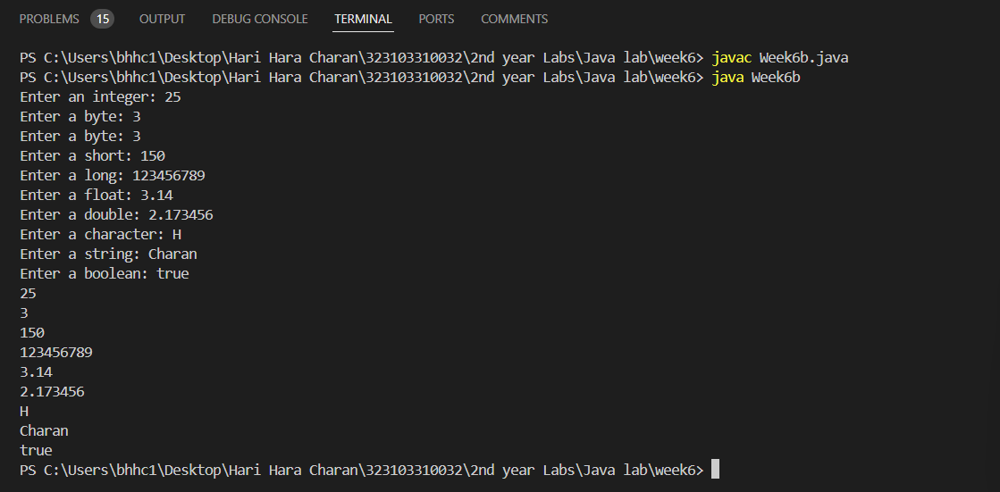 PROBLEMS 15 OUTPUT DEBUG CONSOLE TERMINAL PORTS COMMENTS
PS C:\Users\bhhc1\Desktop\Hari Hara Charan\323103310032\2nd year Labs\Java lab\week6> javac Week6b.java
PS C:\Users\bhhc1\Desktop\Hari Hara Charan\323103310032\2nd year Labs\Java lab\week6> java Week6b
Enter an integer: 25
Enter a byte: 3
Enter a byte: 3
Enter a short: 150
Enter a long: 123456789
Enter a float: 3.14
Enter a double: 2.173456
Enter a character: H
Enter a string: Charan
Enter a boolean: true
25
3
150
123456789
3.14
2.173456
H
Charan
true
PS C:\Users\bhhc1\Desktop\Hari Hara Charan\323103310032\2nd year Labs\Java lab\week6>